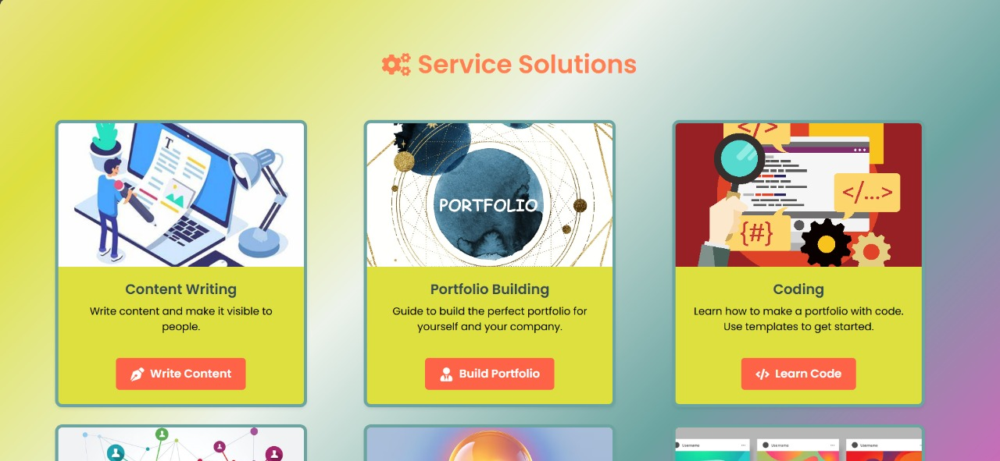 Service Solutions
T
PORTFOLIO
</>
</...>
{#}
Content Writing
Write content and make it visible to
people.
Write Content
Portfolio Building
Guide to build the perfect portfolio for
yourself and your company.
Build Portfolio
Coding
Learn how to make a portfolio with code.
Use templates to get started.
Learn Code
Username
Username
Username